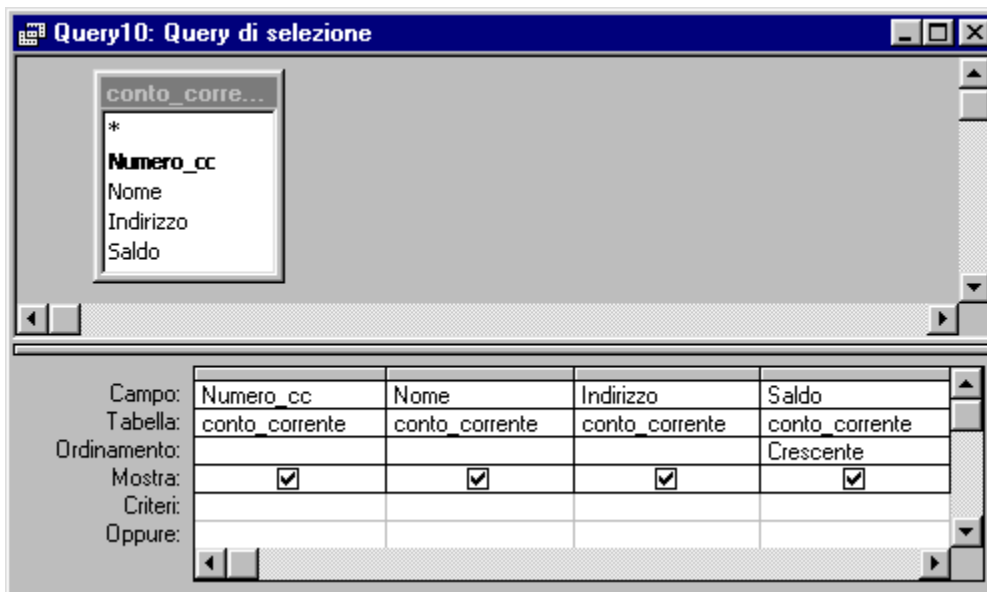 Query10: Query di selezione
conto_corre...
*
Numero_cc
Nome
Indirizzo
Saldo
Campo: Numero_cc Nome Indirizzo Saldo
Tabella: conto_corrente conto_corrente conto_corrente conto_corrente
Ordinamento: Crescente
Mostra:
Criteri:
Oppure: